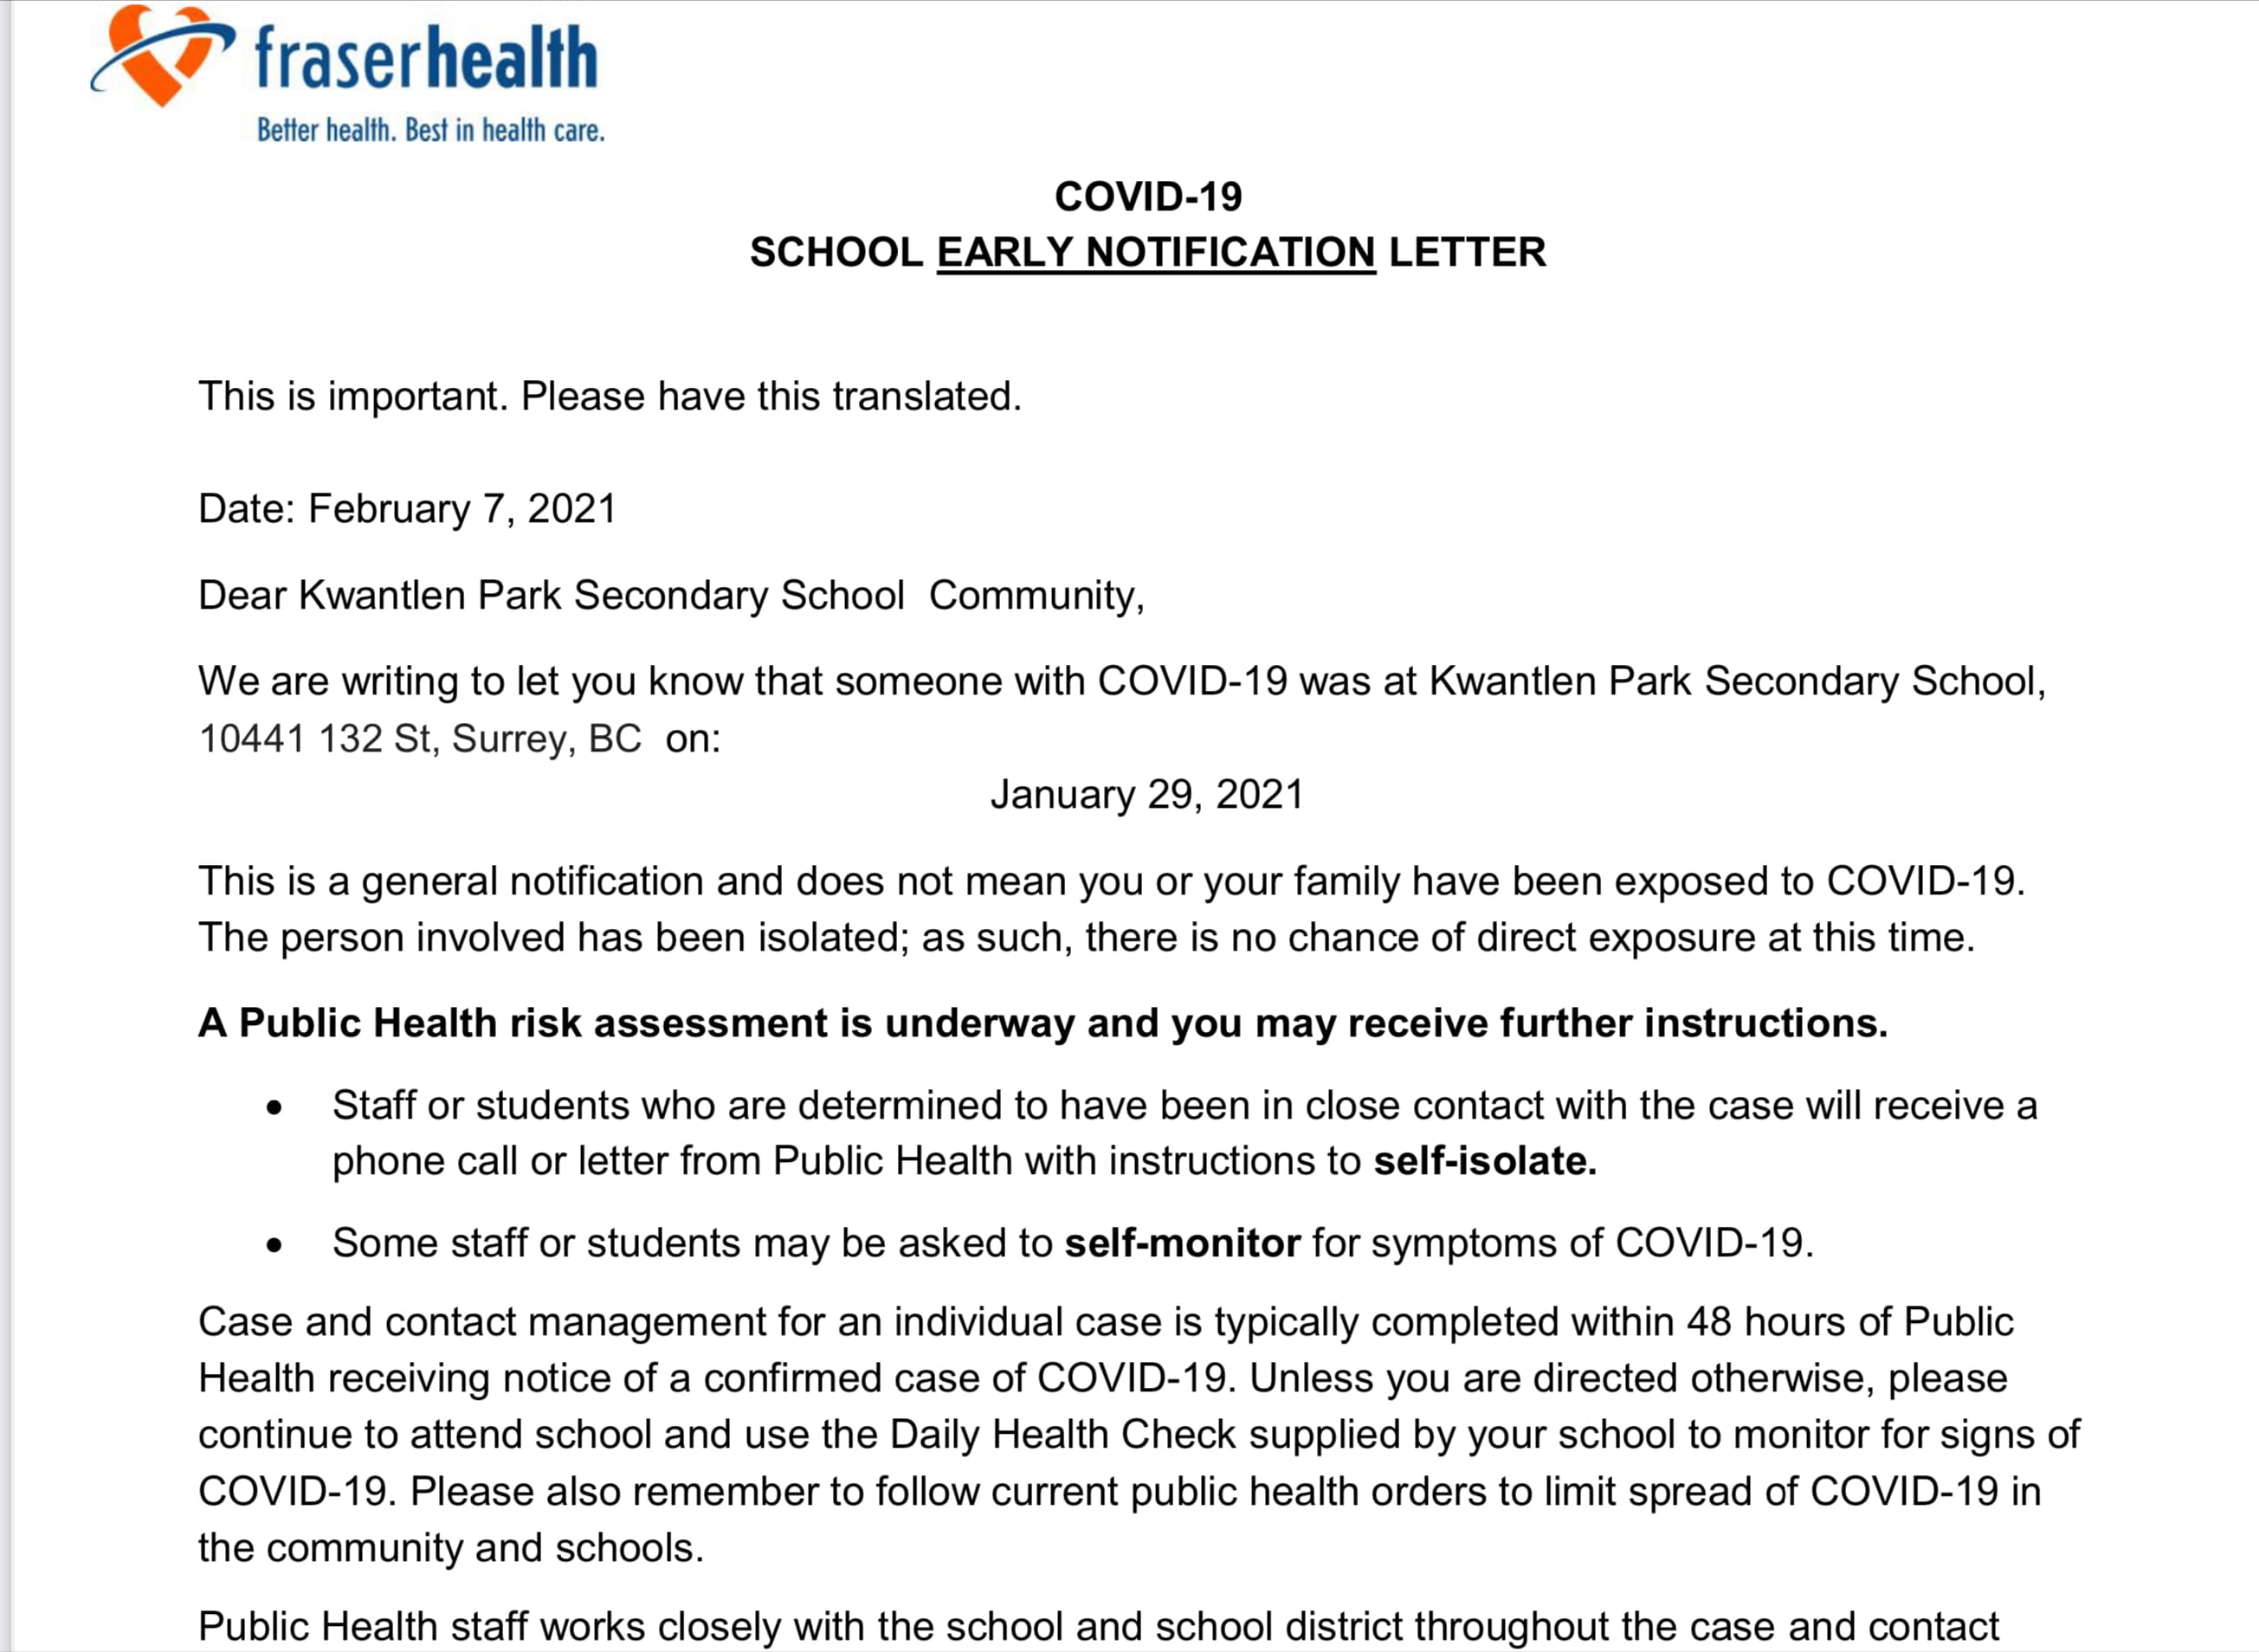 fraserhealth
Better health. Best in health care.
COVID-19
SCHOOL EARLY NOTIFICATION LETTER
This is important. Please have this translated.
Date: February 7, 2021
Dear Kwantlen Park Secondary School  Community,
We are writing to let you know that someone with COVID-19 was at Kwantlen Park Secondary School,
10441 132 St, Surrey, BC  on:
January 29, 2021
This is a general notification and does not mean you or your family have been exposed to COVID-19.
The person involved has been isolated; as such, there is no chance of direct exposure at this time.
A Public Health risk assessment is underway and you may receive further instructions.
• Staff or students who are determined to have been in close contact with the case will receive a
phone call or letter from Public Health with instructions to self-isolate.
• Some staff or students may be asked to self-monitor for symptoms of COVID-19.
Case and contact management for an individual case is typically completed within 48 hours of Public
Health receiving notice of a confirmed case of COVID-19. Unless you are directed otherwise, please
continue to attend school and use the Daily Health Check supplied by your school to monitor for signs of
COVID-19. Please also remember to follow current public health orders to limit spread of COVID-19 in
the community and schools.
Public Health staff works closely with the school and school district throughout the case and contact